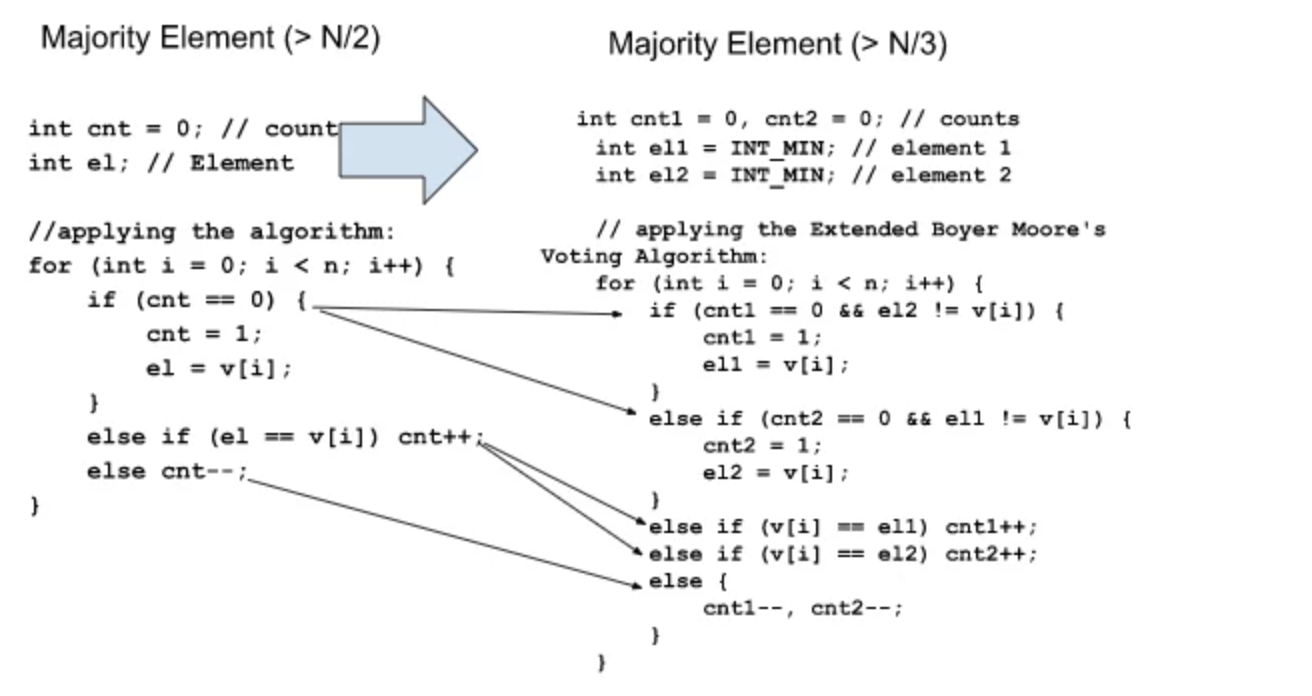 Majority Element (> N/2)
int cnt = 0; // count
int el; // Element
//applying the algorithm:
for (int i = 0; i < n; i++) {
if (cnt == 0) {
cnt = 1;
el = v[i];
}
else if (el == v[i]) cnt++;
else cnt--;
}
Majority Element (> N/3)
int cnt1 = 0, cnt2 = 0; // counts
int el1 = INT_MIN; // element 1
int el2 = INT_MIN; // element 2
// applying the Extended Boyer Moore's
Voting Algorithm:
for (int i = 0; i < n; i++) {
if (cnt1 == 0 && el2 != v[i]) {
cnt1 = 1;
el1 = v[i];
}
else if (cnt2 == 0 && el1 != v[i]) {
cnt2 = 1;
el2 = v[i];
}
else if (v[i] == el1) cnt1++;
else if (v[i] == el2) cnt2++;
else {
cnt1--, cnt2--;
}
}